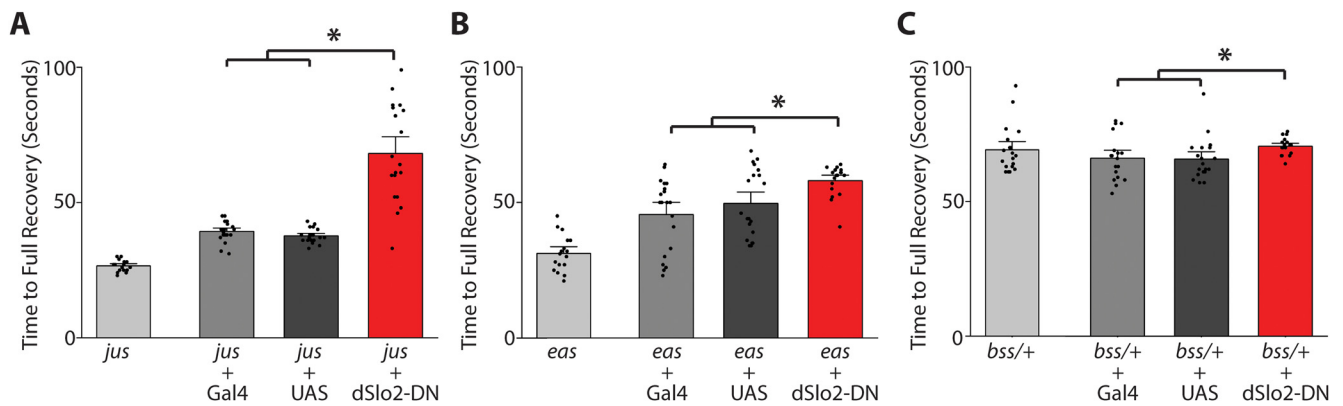 A
Time to Full Recovery (Seconds)
100
50
0
*
jus
jus
+
Gal4
jus
+
UAS
jus
+
dSlo2-DN
B
Time to Full Recovery (Seconds)
100
50
0
*
eas
eas
+
Gal4
eas
+
UAS
eas
+
dSlo2-DN
C
Time to Full Recovery (Seconds)
100
50
0
*
bss/+
bss/+
+
Gal4
bss/+
+
UAS
bss/+
+
dSlo2-DN